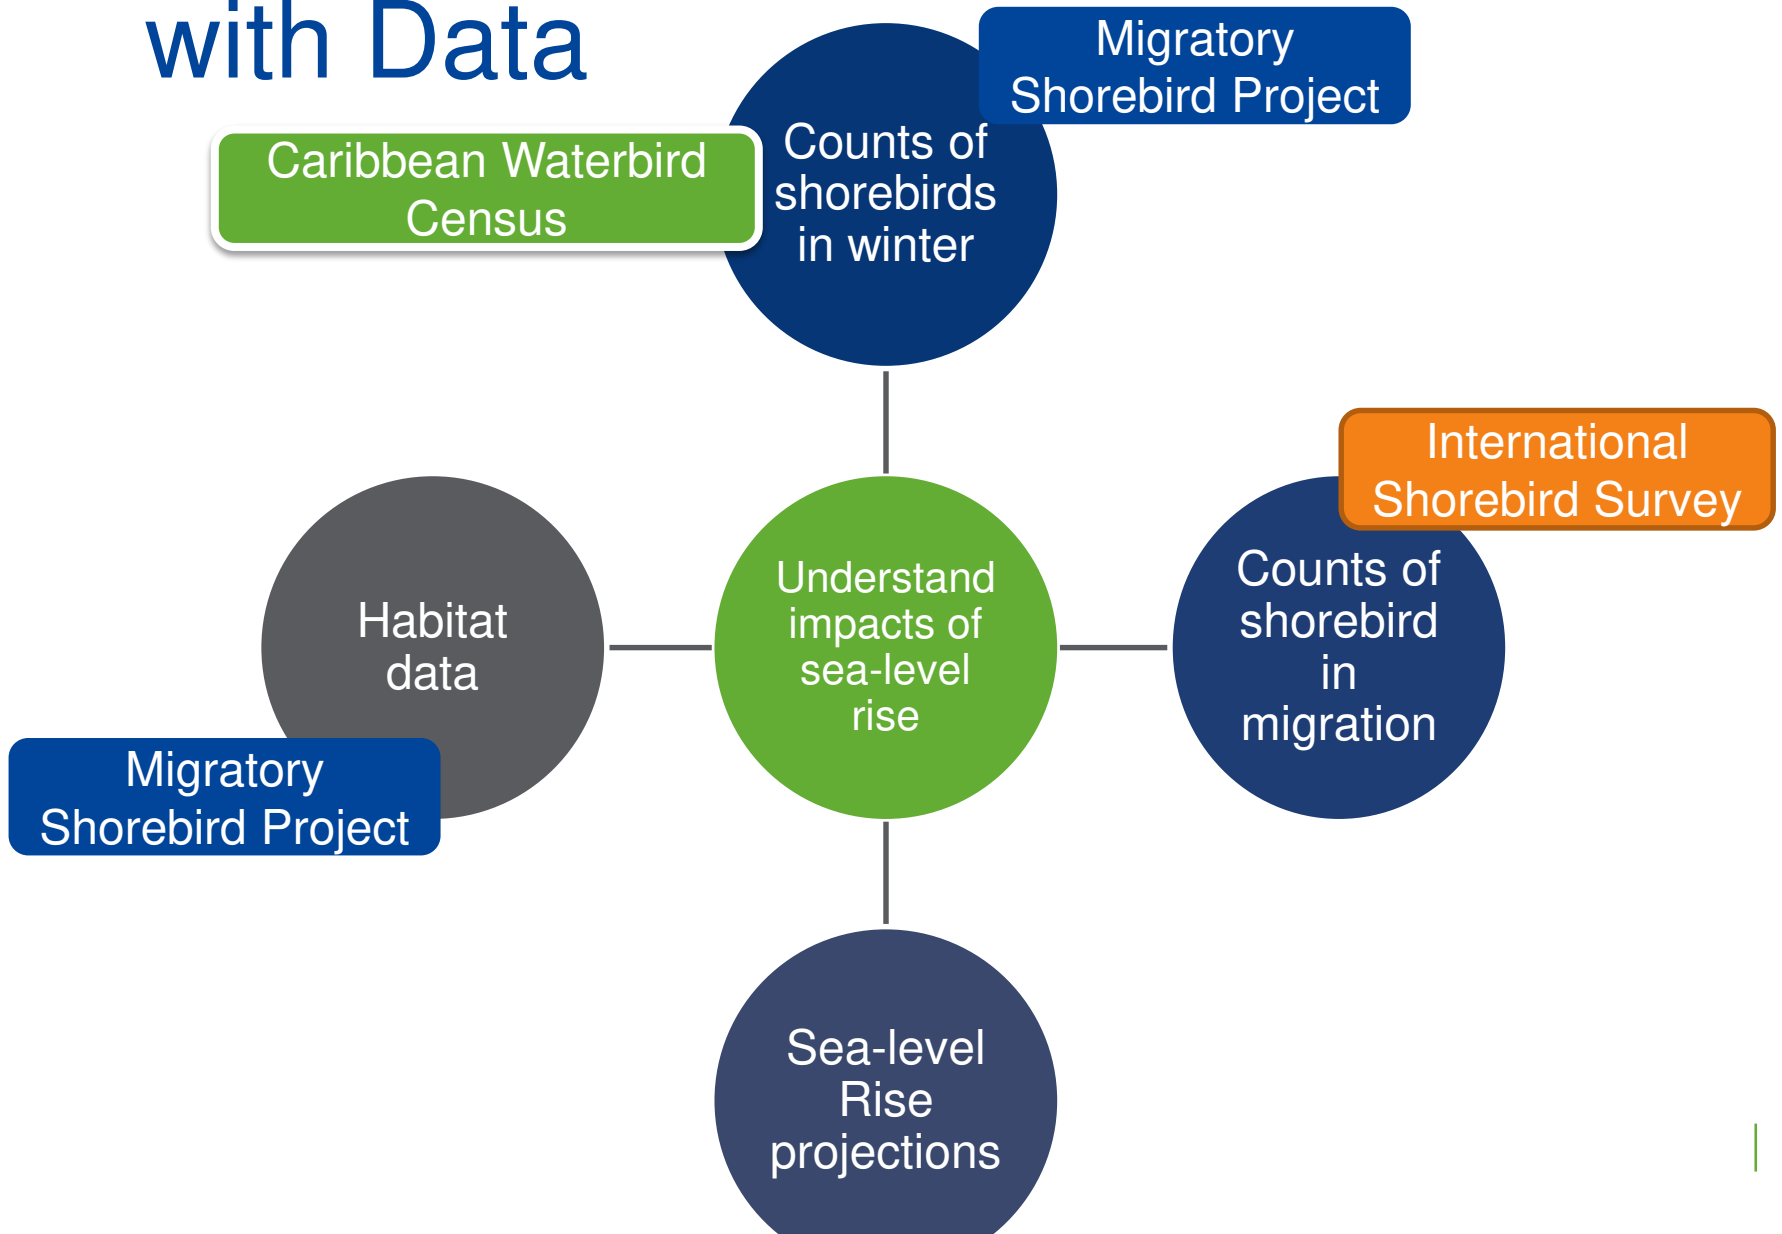 with Data
Migratory
Shorebird Project
Caribbean Waterbird
Census
Counts of
shorebirds
in winter
International
Shorebird Survey
Habitat
data
Understand
impacts of
sea-level
rise
Counts of
shorebird
in
migration
Migratory
Shorebird Project
Sea-level
Rise
projections